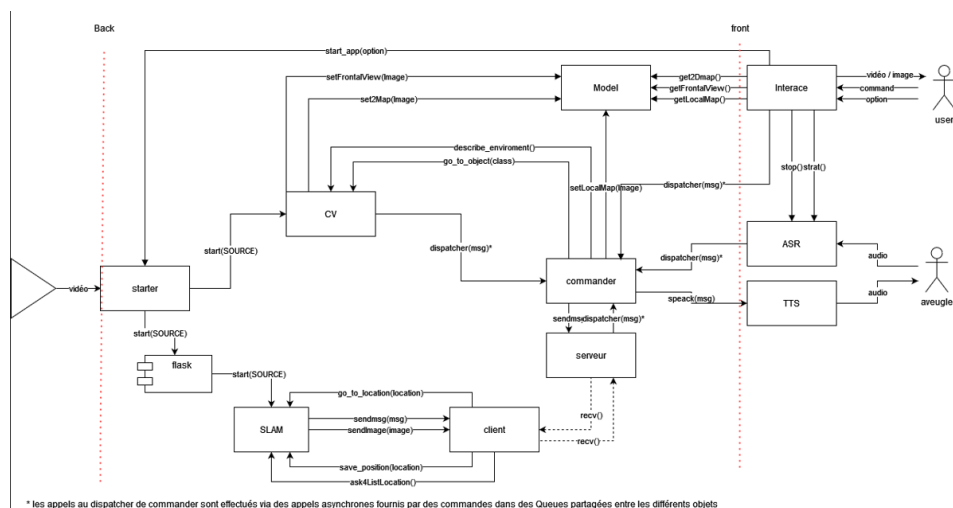 Back
front
start_app(option)
setFrontalView(Image)
set2Map(Image)
Model
get2Dmap()
getFrontalView()
getLocalMap()
Interace
vidéo / image
command
option
user
describe_enviroment()
go_to_object(class)
setLocalMap(Image)
dispatcher(msg)*
stop()
strat()
CV
start(SOURCE)
dispatcher(msg)*
ASR
audio
dispatcher(msg)*
vidéo
starter
commander
speack(msg)
TTS
audio
aveugle
start(SOURCE)
sendms
dispatcher(msg)*
flask
start(SOURCE)
serveur
go_to_location(location)
SLAM
sendmsg(msg)
sendImage(image)
client
recv()
recv()
save_position(location)
ask4ListLocation()
* les appels au dispatcher de commander sont effectués via des appels asynchrones fournis par des commandes dans des Queues partagées entre les différents objets